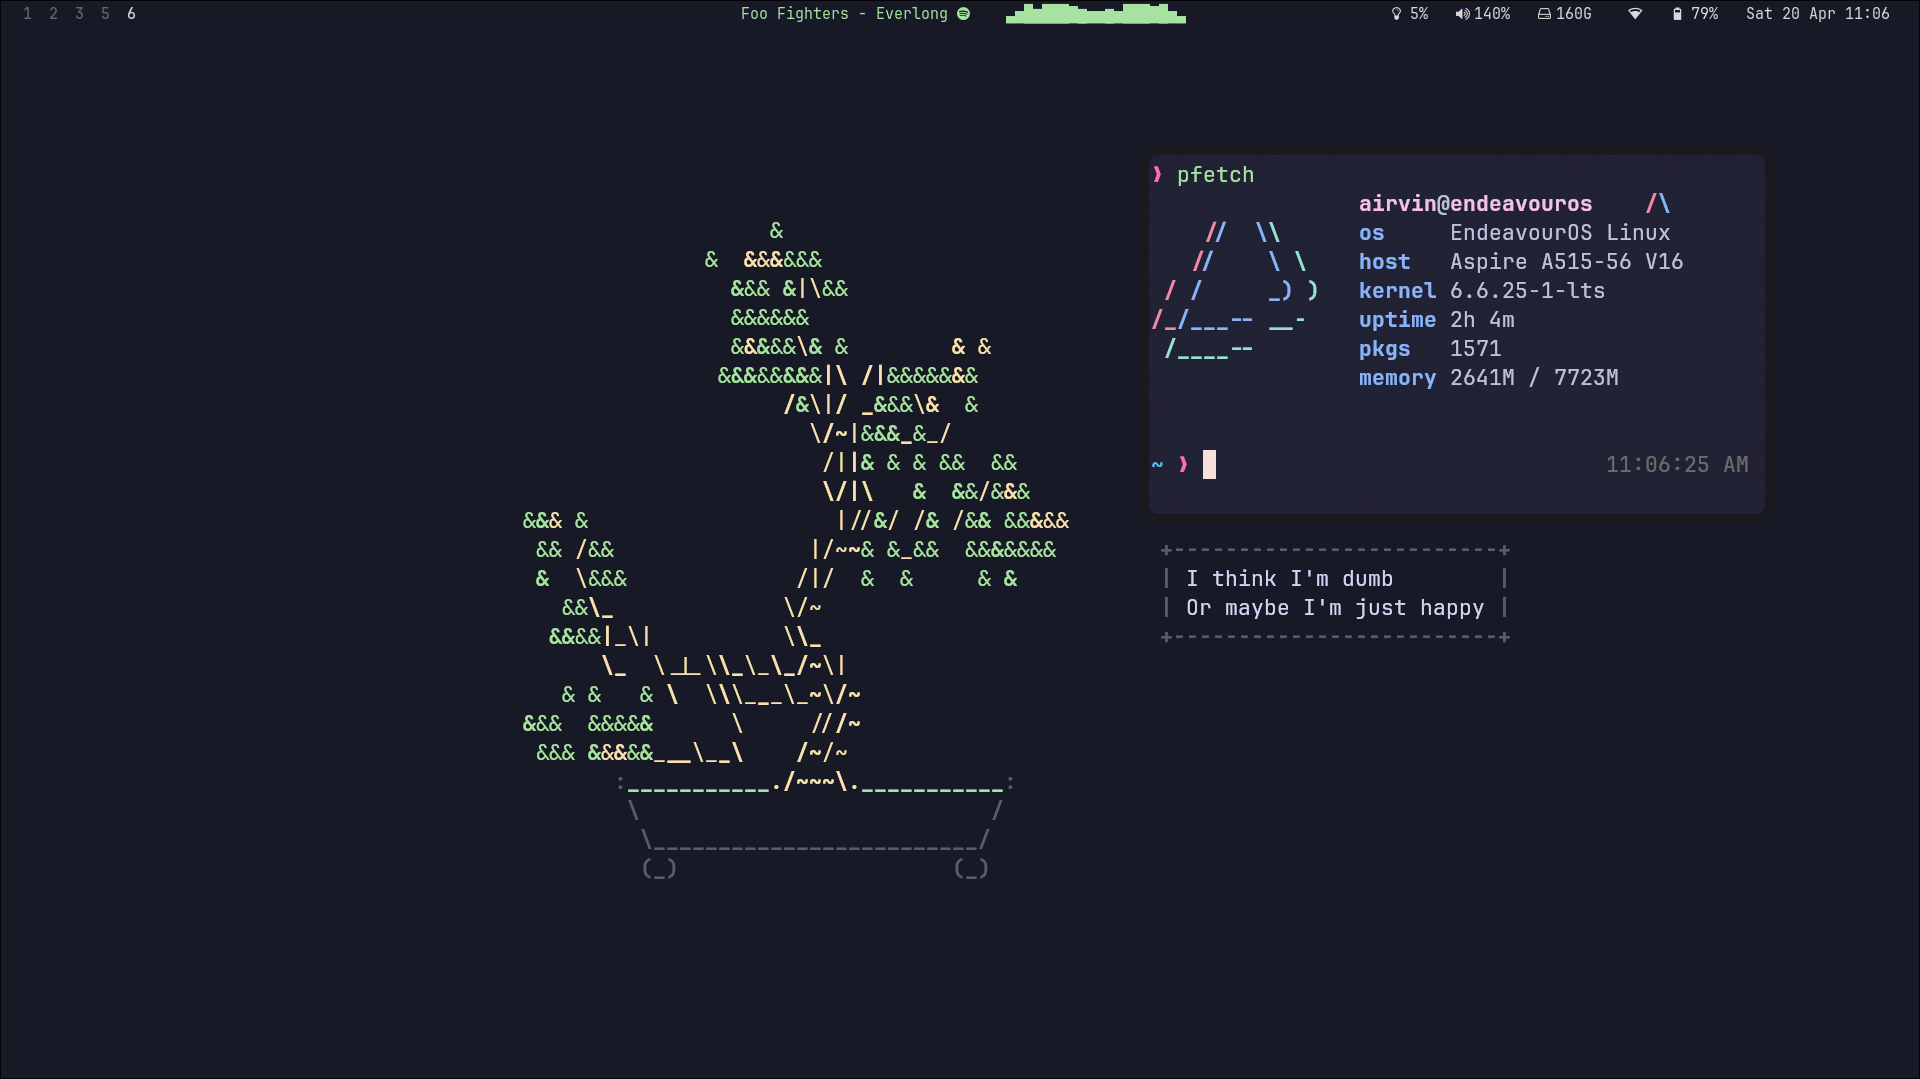 1 2 3 5 6
Foo Fighters - Everlong
5% 140% 160G 79% Sat 20 Apr 11:06
❱ pfetch
airvin@endeavouros
os EndeavourOS Linux
host Aspire A515-56 V16
kernel 6.6.25-1-lts
uptime 2h 4m
pkgs 1571
memory 2641M / 7723M
~ ❱ 11:06:25 AM
I think I'm dumb
Or maybe I'm just happy